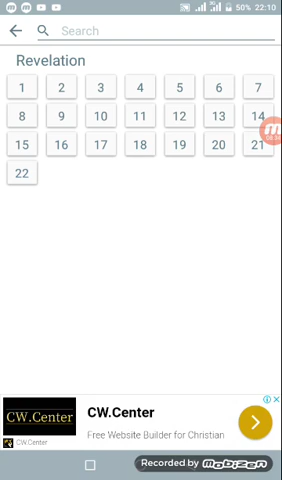 50% 22:10
Search
Revelation
1 2 3 4 5 6 7
8 9 10 11 12 13 14
15 16 17 18 19 20 21
22
CW.Center
CW.Center
Free Website Builder for Christian
CW.Center
Recorded by MOBIZEN